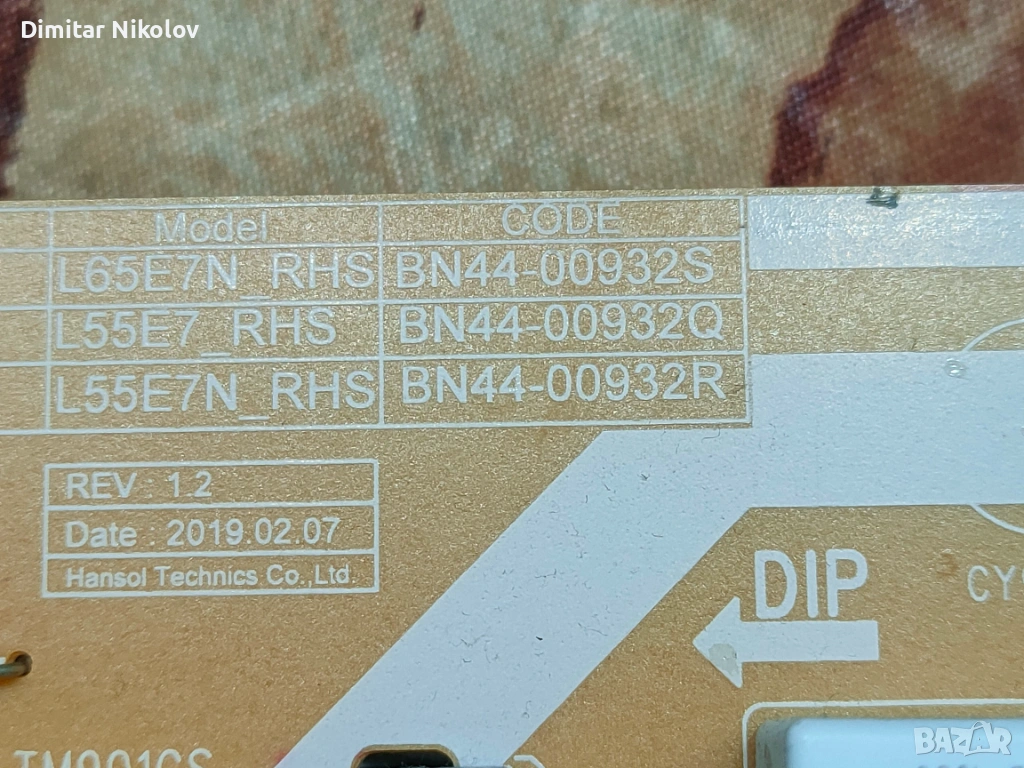 Dimitar Nikolov
Model CODE
L65E7N_RHS BN44-00932S
L55E7_RHS BN44-00932Q
L55E7N_RHS BN44-00932R
REV : 1.2
Date : 2019.02.07
Hansol Technics Co.,Ltd.
DIP
BAZAR